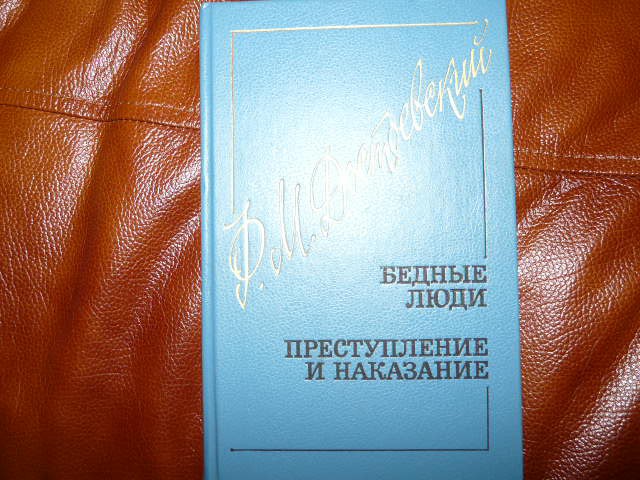 Ф. М. Достоевский
БЕДНЫЕ
ЛЮДИ
ПРЕСТУПЛЕНИЕ
И НАКАЗАНИЕ